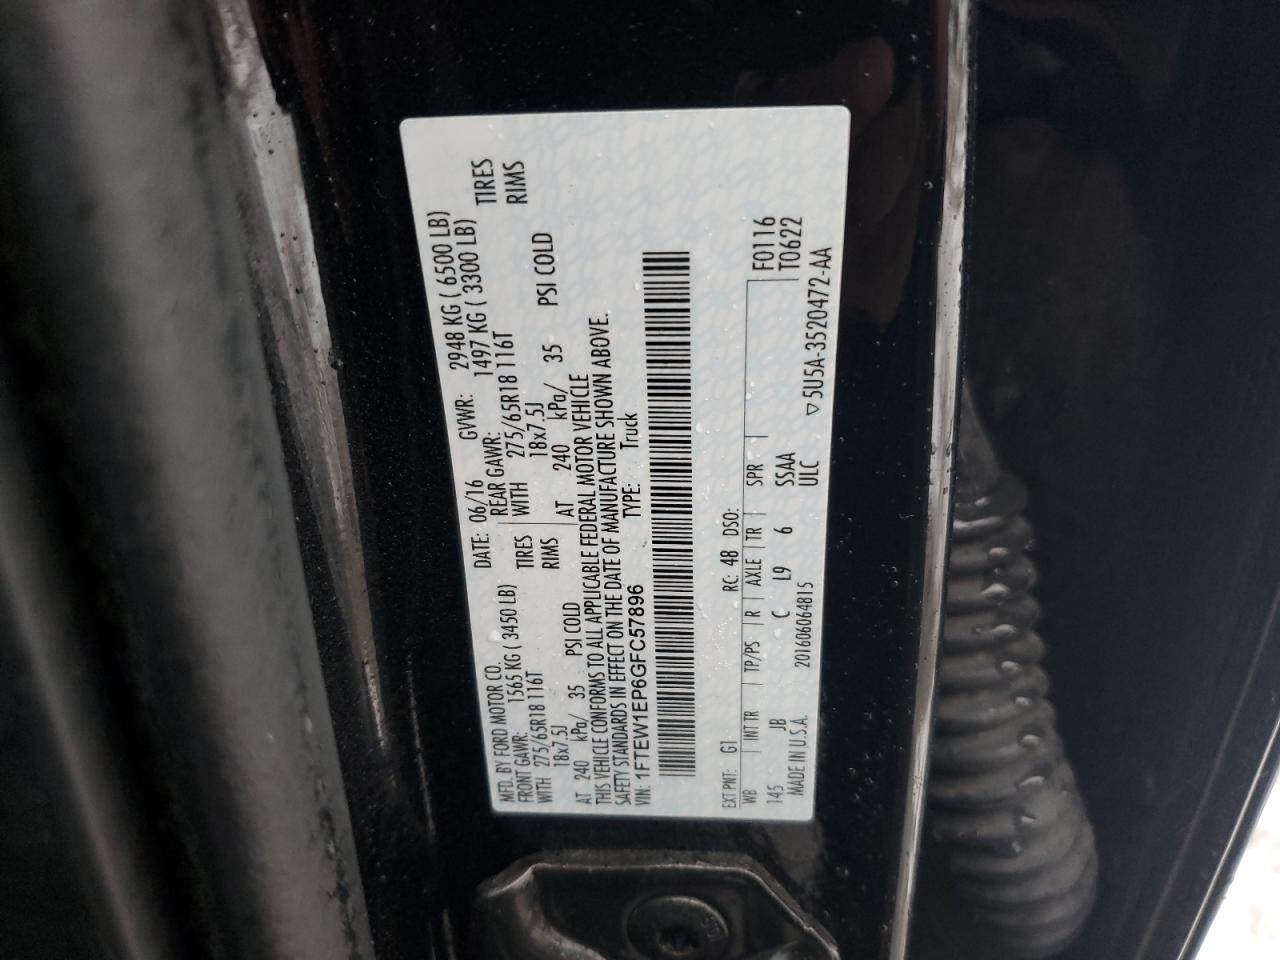 MFD. BY FORD MOTOR CO.
DATE: 06/16 GVWR: 2948 KG ( 6500 LB)
FRONT GAWR: 1565 KG ( 3450 LB)
REAR GAWR: 1497 KG ( 3300 LB)
WITH 275/65R18 116T TIRES WITH 275/65R18 116T TIRES
18x7.5J RIMS 18x7.5J RIMS
AT 240 kPa/ 35 PSI COLD AT 240 kPa/ 35 PSI COLD
THIS VEHICLE CONFORMS TO ALL APPLICABLE FEDERAL MOTOR VEHICLE
SAFETY STANDARDS IN EFFECT ON THE DATE OF MANUFACTURE SHOWN ABOVE.
VIN: 1FTEW1EP6GFC57896 TYPE: Truck
EXT PNT: G1 RC: 48 DSO: F0116
WB INT TR TP/PS R AXLE TR SPR T0622
145 JB C L9 6 SSAA
MADE IN U.S.A. 201606064815 ULC ▽5U5A-3520472-AA